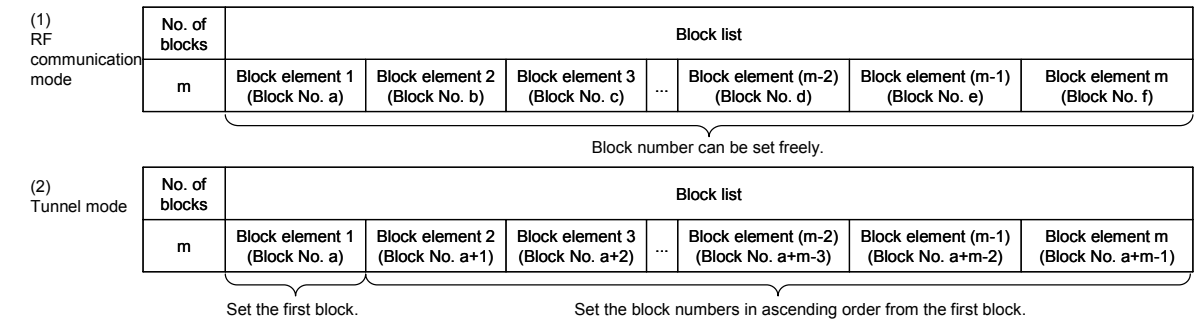 (1)
RF
communication
mode
No. of
blocks
Block list
m
Block element 1
(Block No. a)
Block element 2
(Block No. b)
Block element 3
(Block No. c)
...
Block element (m-2)
(Block No. d)
Block element (m-1)
(Block No. e)
Block element m
(Block No. f)
Block number can be set freely.
(2)
Tunnel mode
No. of
blocks
Block list
m
Block element 1
(Block No. a)
Block element 2
(Block No. a+1)
Block element 3
(Block No. a+2)
...
Block element (m-2)
(Block No. a+m-3)
Block element (m-1)
(Block No. a+m-2)
Block element m
(Block No. a+m-1)
Set the first block.
Set the block numbers in ascending order from the first block.